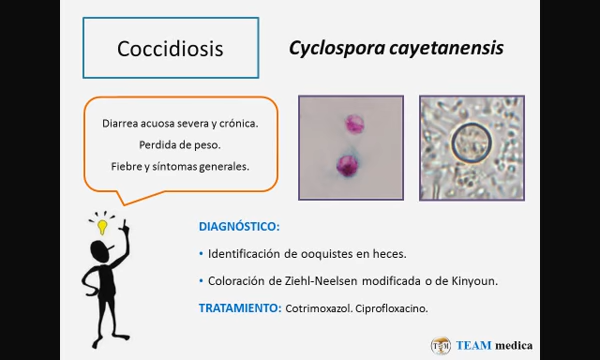 Coccidiosis
Cyclospora cayetanensis
Diarrea acuosa severa y crónica.
Perdida de peso.
Fiebre y síntomas generales.
DIAGNÓSTICO:
• Identificación de ooquistes en heces.
• Coloración de Ziehl-Neelsen modificada o de Kinyoun.
TRATAMIENTO: Cotrimoxazol. Ciprofloxacino.
TEAM medica